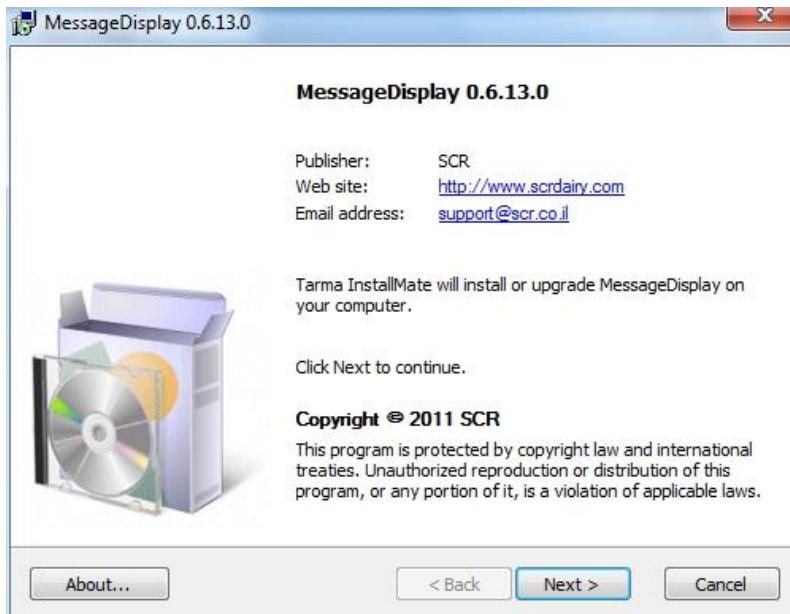 MessageDisplay 0.6.13.0
MessageDisplay 0.6.13.0
Publisher: SCR
Web site: http://www.scrdairy.com
Email address: support@scr.co.il
Tarma InstallMate will install or upgrade MessageDisplay on
your computer.
Click Next to continue.
Copyright © 2011 SCR
This program is protected by copyright law and international
treaties. Unauthorized reproduction or distribution of this
program, or any portion of it, is a violation of applicable laws.
About... < Back Next > Cancel